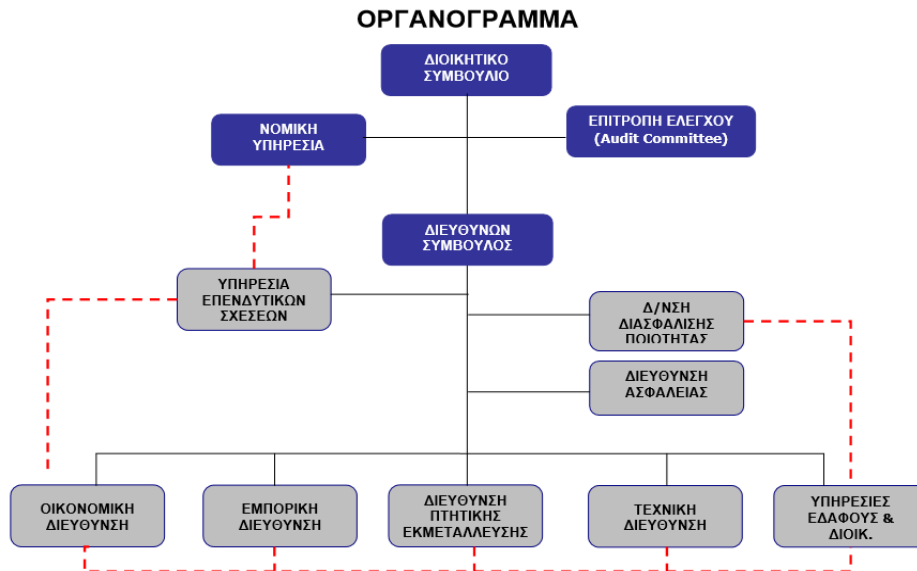 ΟΡΓΑΝΟΓΡΑΜΜΑ
ΔΙΟΙΚΗΤΙΚΟ
ΣΥΜΒΟΥΛΙΟ
ΝΟΜΙΚΗ
ΥΠΗΡΕΣΙΑ
ΕΠΙΤΡΟΠΗ ΕΛΕΓΧΟΥ
(Audit Committee)
ΔΙΕΥΘΥΝΩΝ
ΣΥΜΒΟΥΛΟΣ
ΥΠΗΡΕΣΙΑ
ΕΠΕΝΔΥΤΙΚΩΝ
ΣΧΕΣΕΩΝ
Δ/ΝΣΗ
ΔΙΑΣΦΑΛΙΣΗΣ
ΠΟΙΟΤΗΤΑΣ
ΔΙΕΥΘΥΝΣΗ
ΑΣΦΑΛΕΙΑΣ
ΟΙΚΟΝΟΜΙΚΗ
ΔΙΕΥΘΥΝΣΗ
ΕΜΠΟΡΙΚΗ
ΔΙΕΥΘΥΝΣΗ
ΔΙΕΥΘΥΝΣΗ
ΠΤΗΤΙΚΗΣ
ΕΚΜΕΤΑΛΛΕΥΣΗΣ
ΤΕΧΝΙΚΗ
ΔΙΕΥΘΥΝΣΗ
ΥΠΗΡΕΣΙΕΣ
ΕΔΑΦΟΥΣ &
ΔΙΟΙΚ.